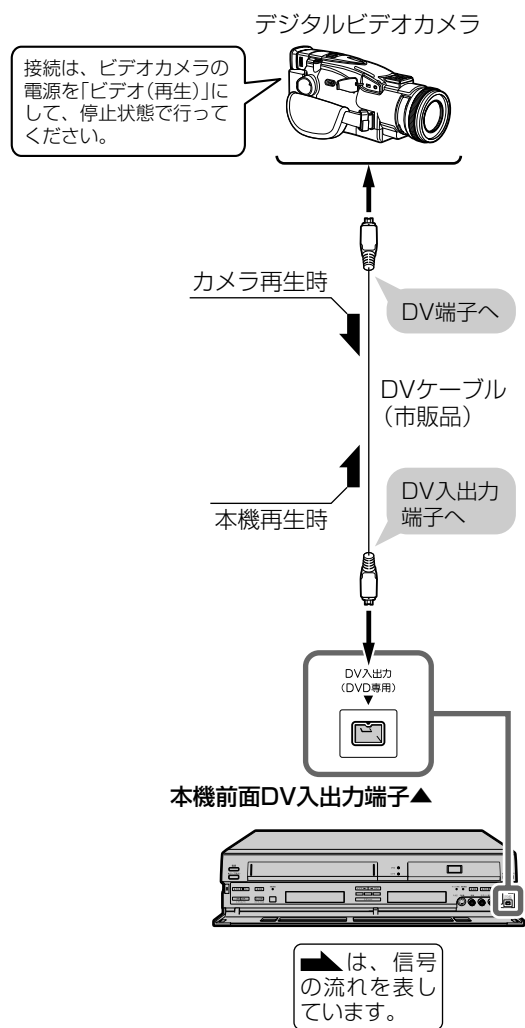 デジタルビデオカメラ
接続は、ビデオカメラの
電源を「ビデオ(再生)」に
して、停止状態で行って
ください。
カメラ再生時
DV端子へ
DVケーブル
(市販品)
本機再生時
DV入出力
端子へ
DV入出力
(DVD専用)
▼
本機前面DV入出力端子▲
は、信号
の流れを表し
ています。